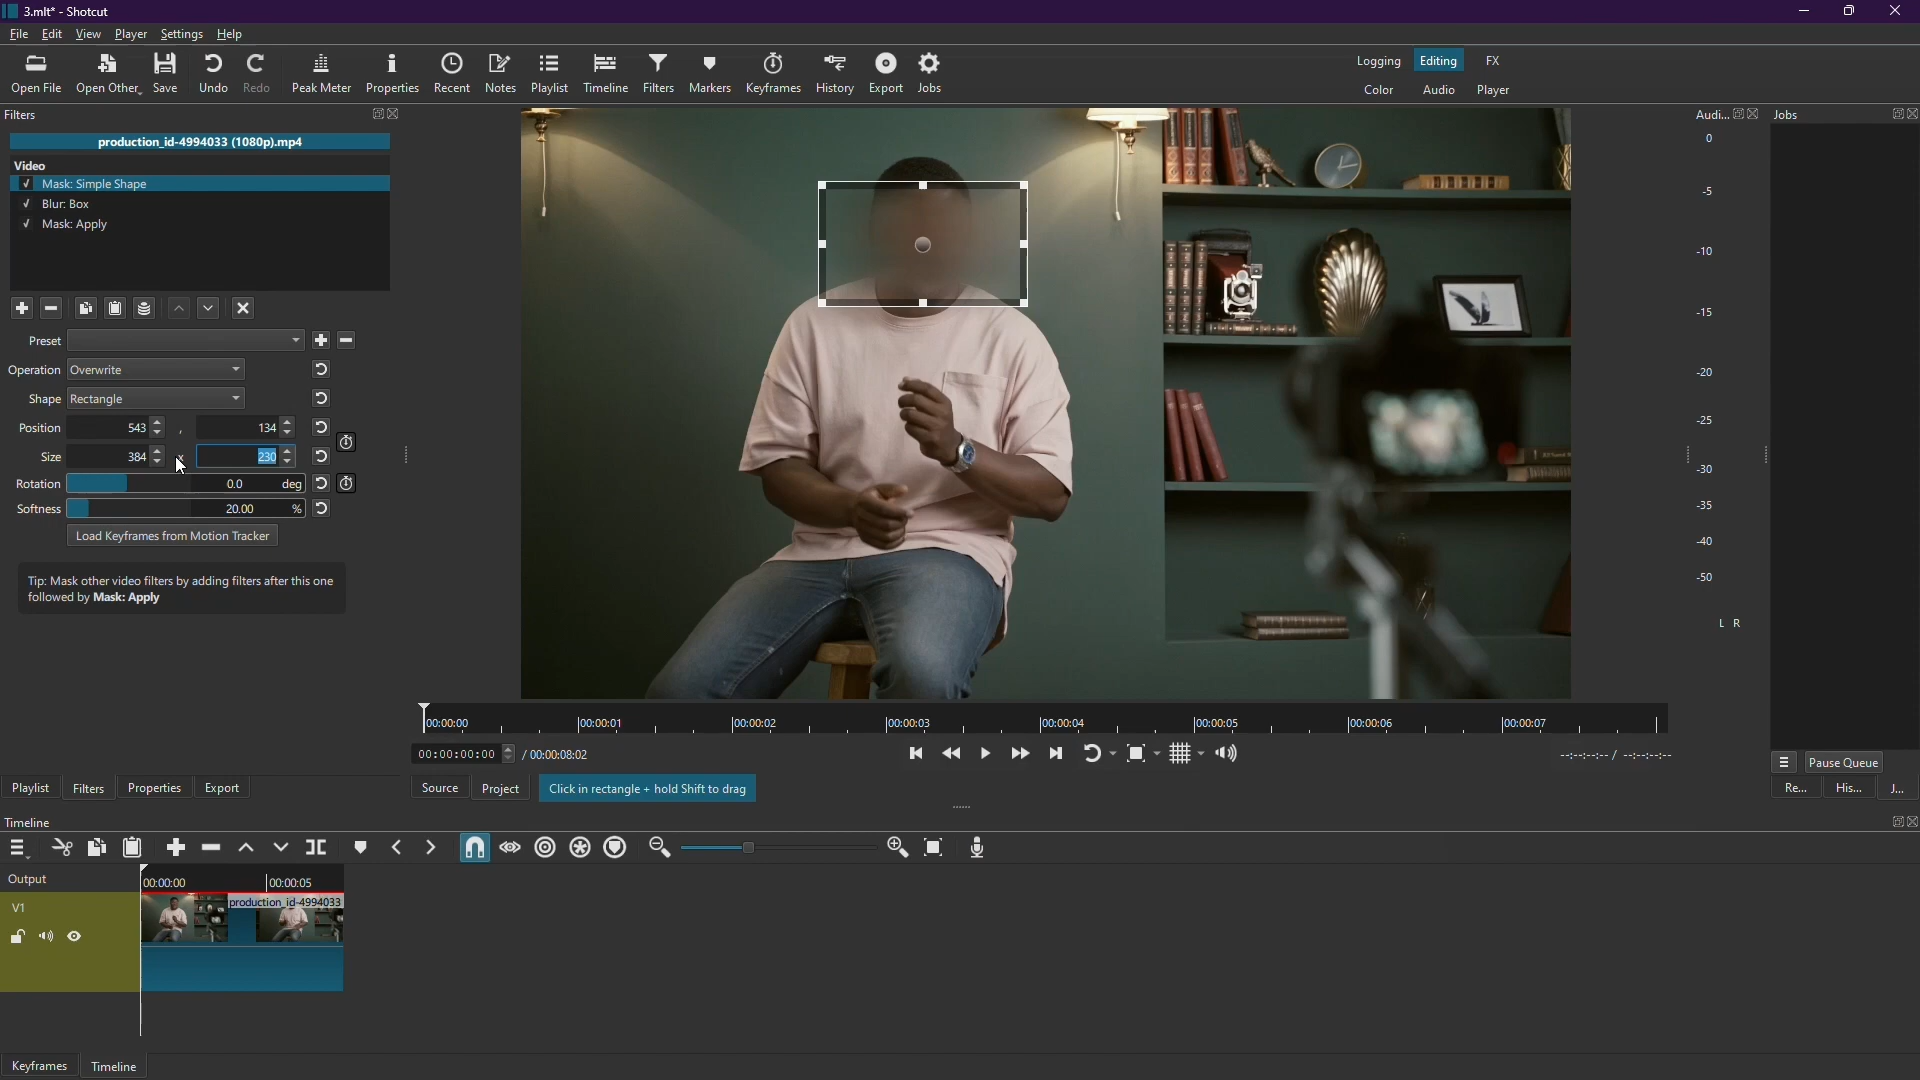 3.mlt* - Shotcut
File Edit View Player Settings Help
Open File Open Other Save Undo Redo Peak Meter Properties Recent Notes Playlist Timeline Filters Markers Keyframes History Export Jobs
Logging Editing FX
Color Audio Player
Filters
production_id-4994033 (1080p).mp4
Video
Mask: Simple Shape
Blur: Box
Mask: Apply
Preset
Operation Overwrite
Shape Rectangle
Position 543 , 134
Size 384 x 230
Rotation 0.0 deg
Softness 20.00 %
Load Keyframes from Motion Tracker
Tip: Mask other video filters by adding filters after this one
followed by Mask: Apply
Audi...
0
-5
-10
-15
-20
-25
-30
-35
-40
-50
L R
Jobs
00:00:00 00:00:01 00:00:02 00:00:03 00:00:04 00:00:05 00:00:06 00:00:07
00:00:00:00 / 00:00:08:02
--:--:--:-- / --:--:--:--
Pause Queue
Playlist Filters Properties Export
Source Project Click in rectangle + hold Shift to drag
Re... His... J...
Timeline
Output
00:00:00 00:00:05
V1
production_id-4994033
Keyframes Timeline